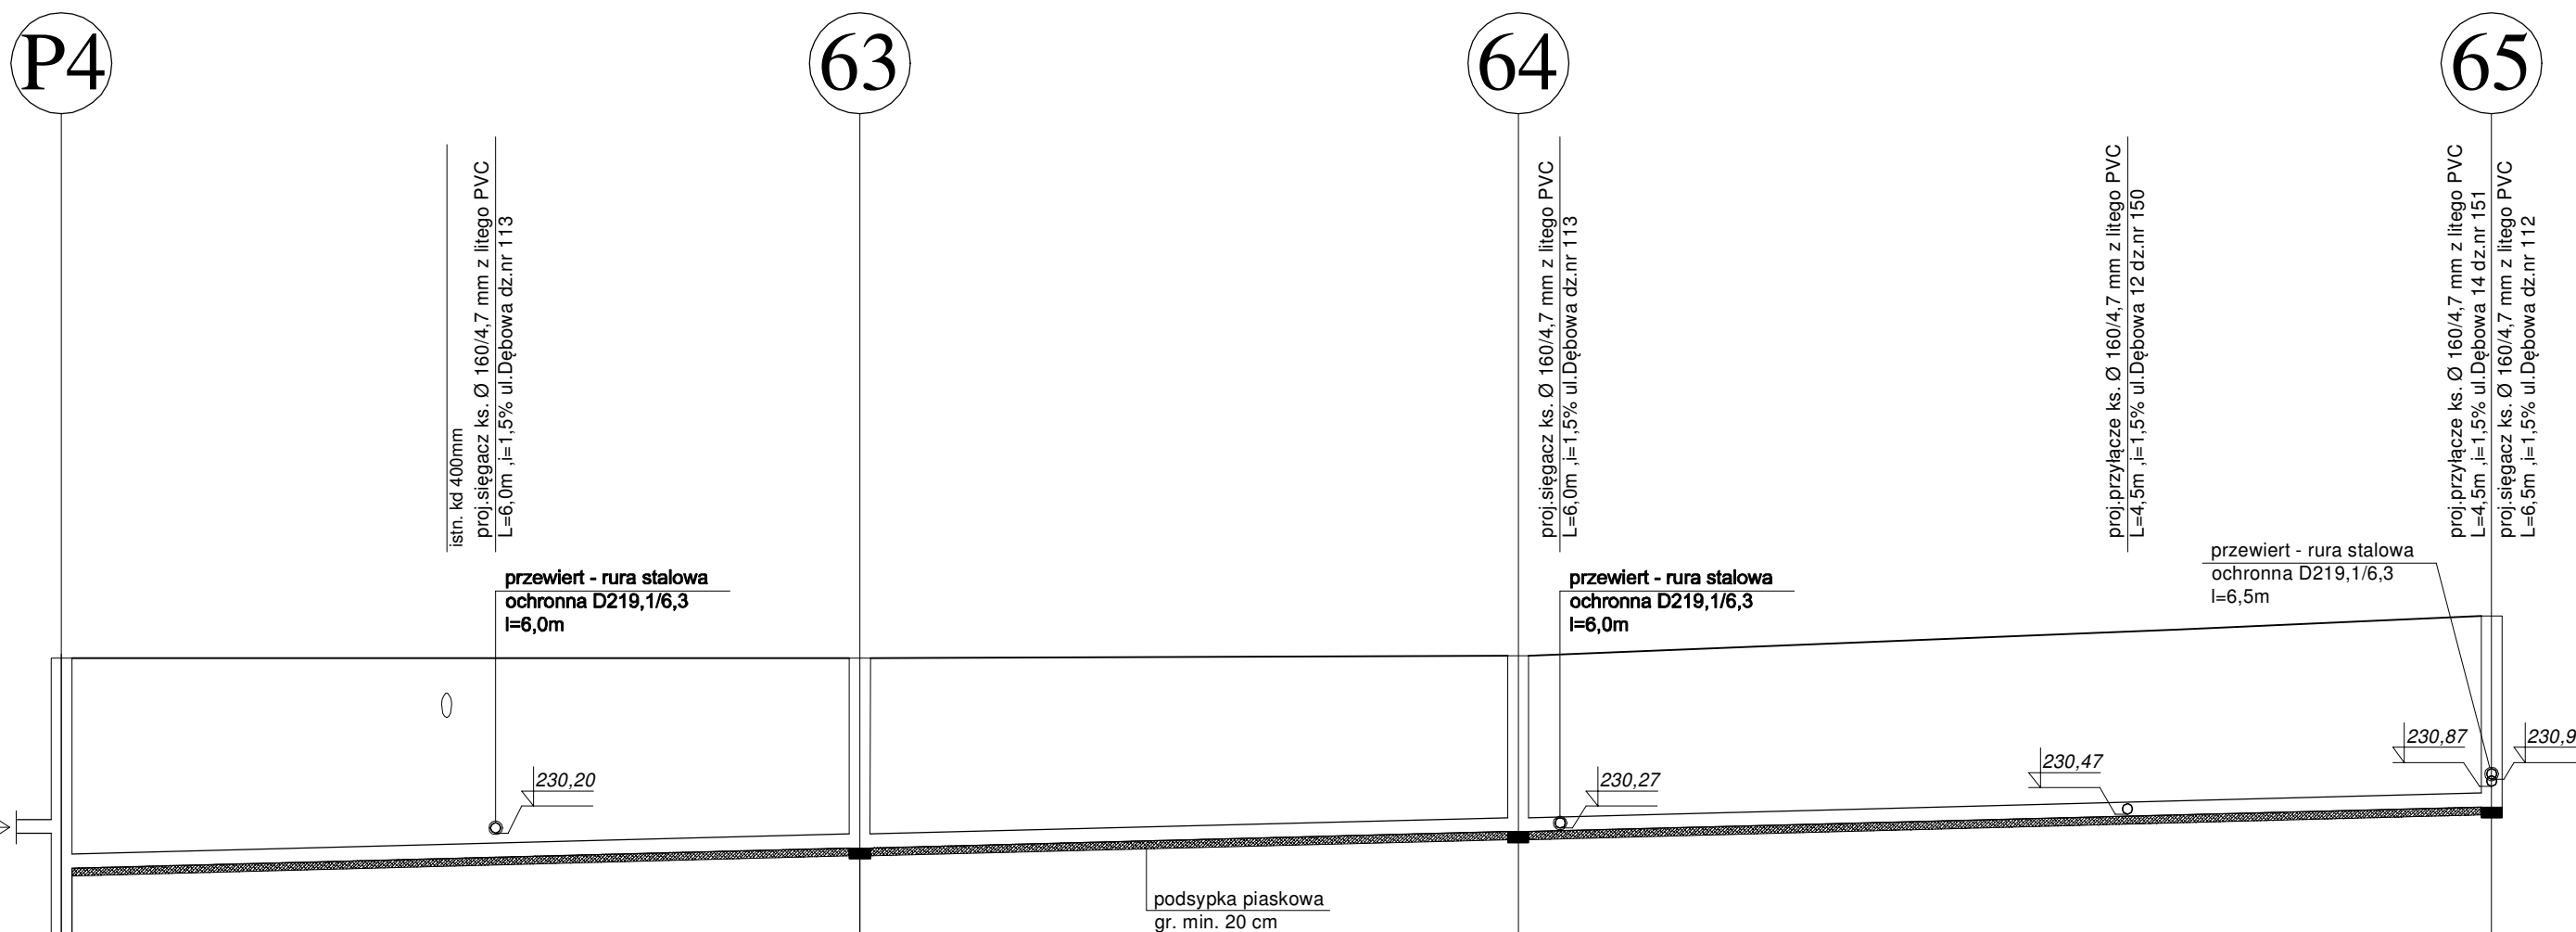 P4
63
64
65
istn. kd 400mm
proj.sięgacz ks. Ø 160/4,7 mm z litego PVC
L=6,0m ,i=1,5% ul.Dębowa dz.nr 113
proj.sięgacz ks. Ø 160/4,7 mm z litego PVC
L=6,0m ,i=1,5% ul.Dębowa dz.nr 113
proj.przyłącze ks. Ø 160/4,7 mm z litego PVC
L=4,5m ,i=1,5% ul.Dębowa 12 dz.nr 150
proj.przyłącze ks. Ø 160/4,7 mm z litego PVC
L=4,5m ,i=1,5% ul.Dębowa 14 dz.nr 151
proj.sięgacz ks. Ø 160/4,7 mm z litego PVC
L=6,5m ,i=1,5% ul.Dębowa dz.nr 112
przewiert - rura stalowa
ochronna D219,1/6,3
l=6,0m
przewiert - rura stalowa
ochronna D219,1/6,3
l=6,0m
przewiert - rura stalowa
ochronna D219,1/6,3
l=6,5m
230,20
230,27
230,47
230,87
230,9
podsypka piaskowa
gr. min. 20 cm